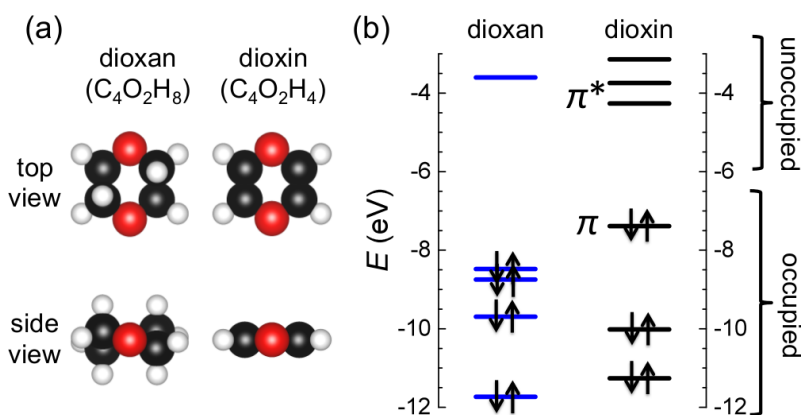 (a)
dioxan
(C4O2H8)
dioxin
(C4O2H4)
top
view
side
view
(b)
dioxan
dioxin
E (eV)
-4
-6
-8
-10
-12
π*
π
-4
-6
-8
-10
-12
unoccupied
occupied